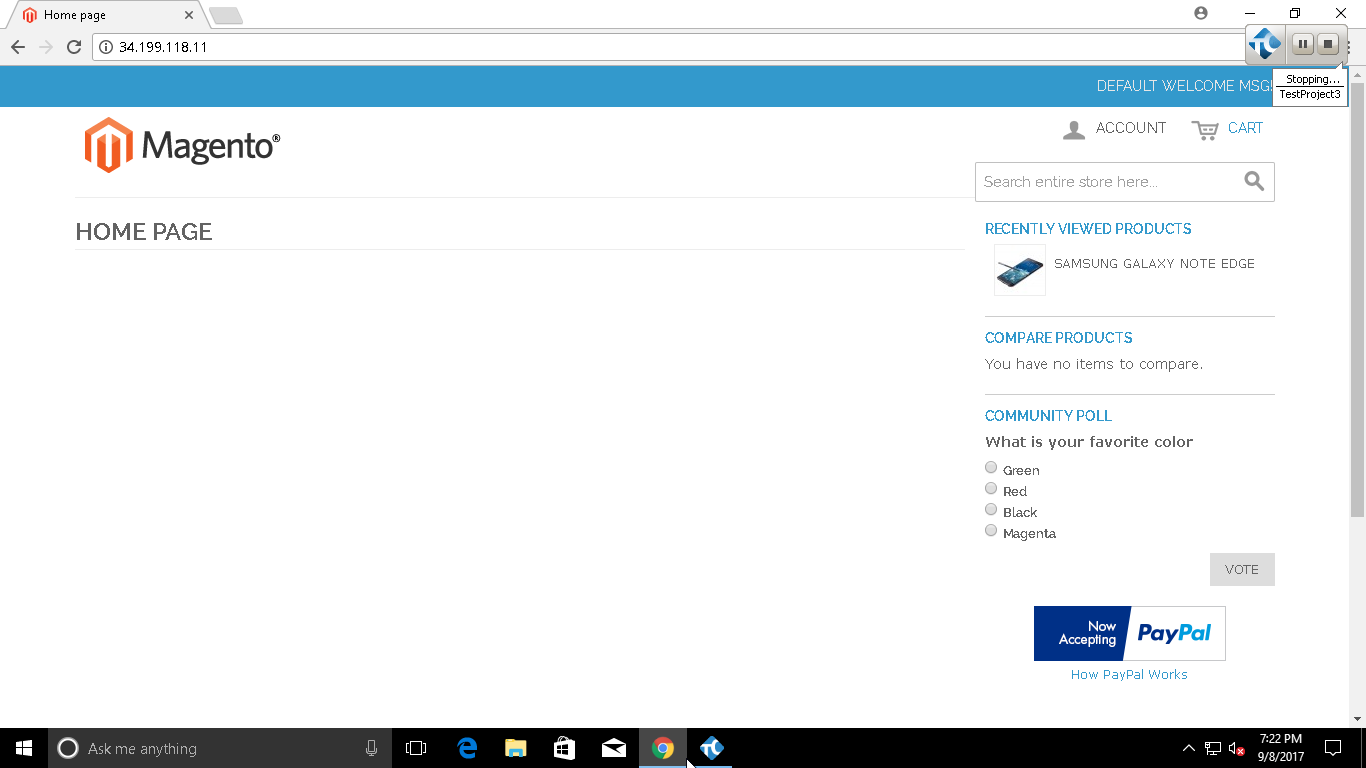 Home page
34.199.118.11
Stopping...
TestProject3
DEFAULT WELCOME MSG!
Magento®
ACCOUNT
CART
Search entire store here...
HOME PAGE
RECENTLY VIEWED PRODUCTS
SAMSUNG GALAXY NOTE EDGE
COMPARE PRODUCTS
You have no items to compare.
COMMUNITY POLL
What is your favorite color
Green
Red
Black
Magenta
VOTE
Now
Accepting
PayPal
How PayPal Works
Ask me anything
7:22 PM
9/8/2017